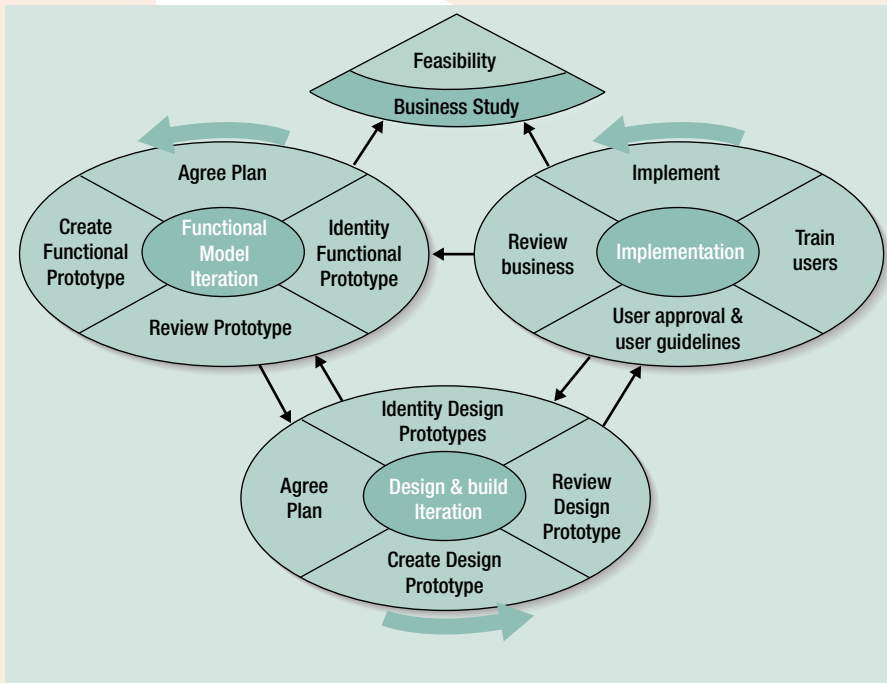 Feasibility
Business Study
Agree Plan
Create
Functional
Prototype
Functional
Model
Iteration
Identity
Functional
Prototype
Review Prototype
Implement
Review
business
Implementation
Train
users
User approval &
user guidelines
Identity Design
Prototypes
Agree
Plan
Design & build
Iteration
Review
Design
Prototype
Create Design
Prototype